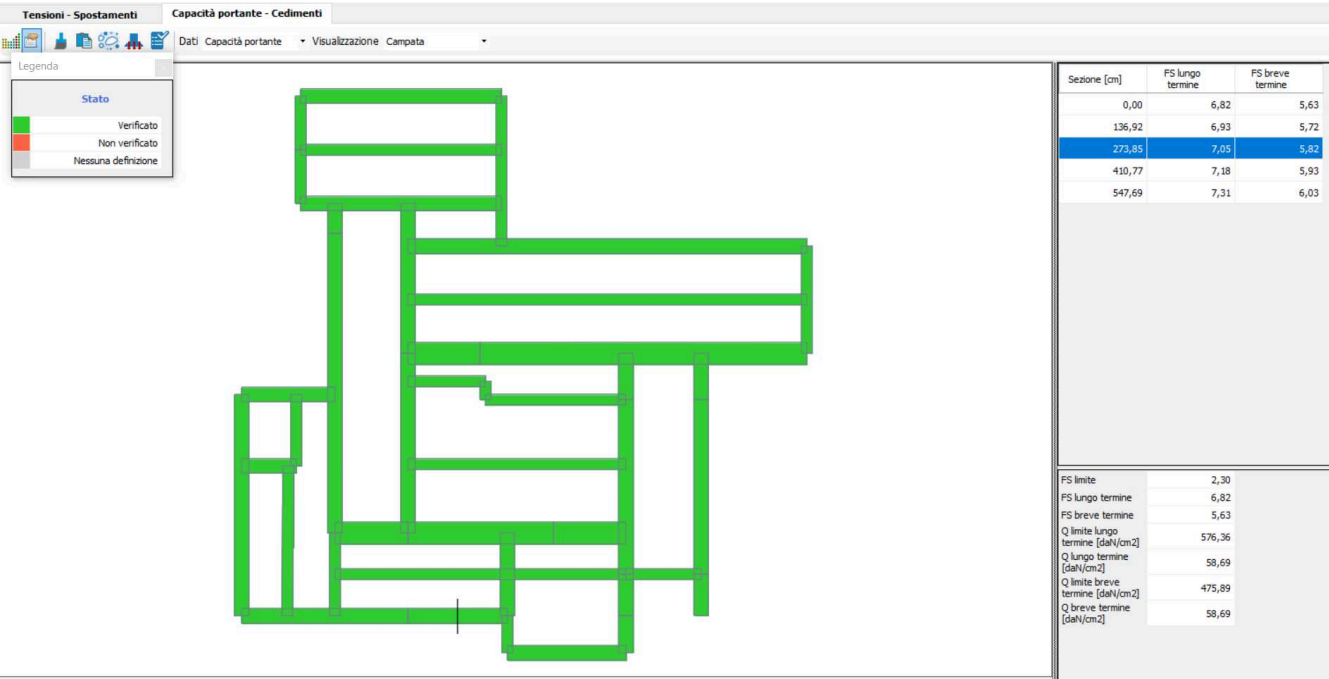 Tensioni - Spostamenti Capacità portante - Cedimenti
Dati Capacità portante Visualizzazione Campata
Legenda
Stato
Verificato
Non verificato
Nessuna definizione
Sezione [cm] FS lungo termine FS breve termine
0,00 6,82 5,63
136,92 6,93 5,72
273,85 7,05 5,82
410,77 7,18 5,93
547,69 7,31 6,03
FS limite 2,30
FS lungo termine 6,82
FS breve termine 5,63
Q limite lungo
termine [daN/cm2] 576,36
Q lungo termine
[daN/cm2] 58,69
Q limite breve
termine [daN/cm2] 475,89
Q breve termine
[daN/cm2] 58,69